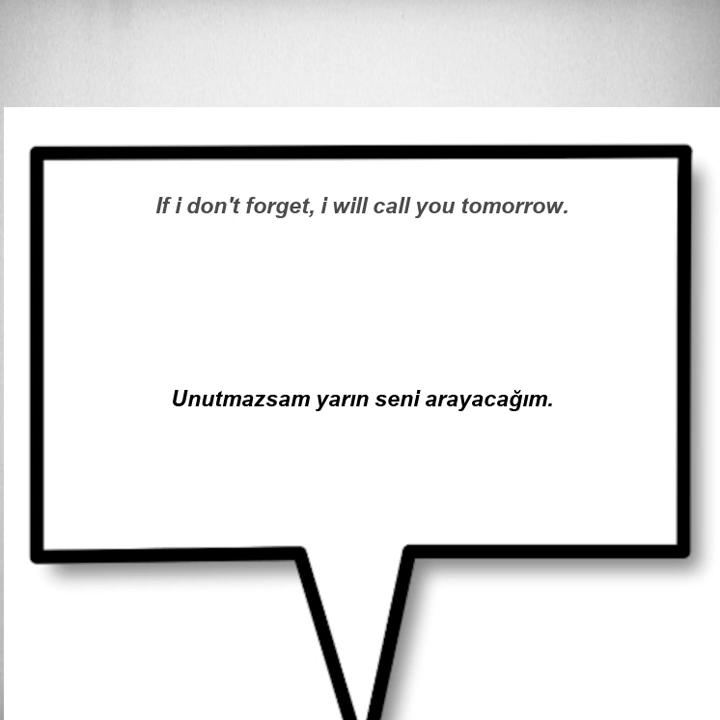 If i don't forget, i will call you tomorrow.
Unutmazsam yarın seni arayacağım.